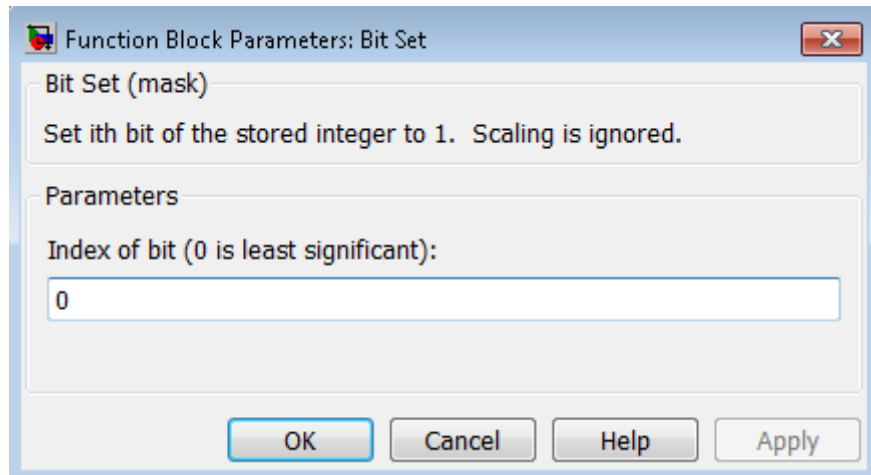 Function Block Parameters: Bit Set
Bit Set (mask)
Set ith bit of the stored integer to 1.  Scaling is ignored.
Parameters
Index of bit (0 is least significant):
0
OK Cancel Help Apply